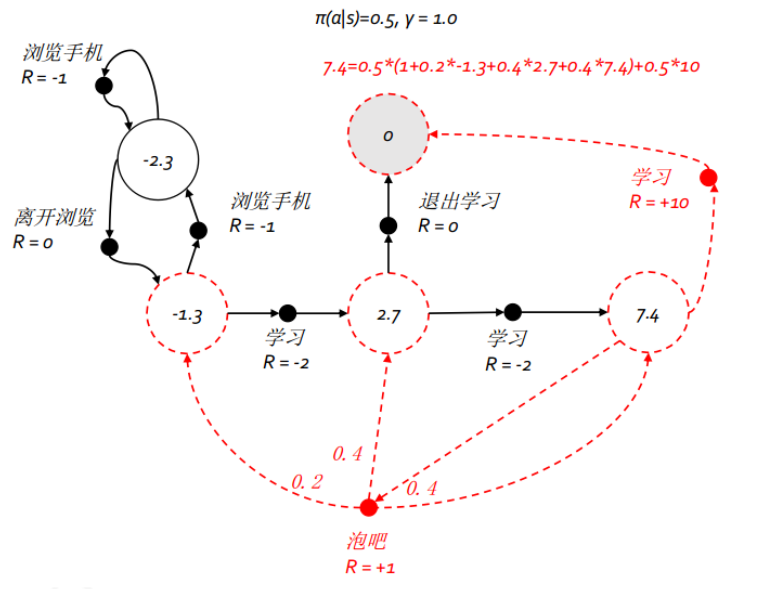 π(a|s)=0.5, γ = 1.0
7.4=0.5*(1+0.2*-1.3+0.4*2.7+0.4*7.4)+0.5*10
浏览手机
R = -1
0
-2.3
学习
R = +10
离开浏览
R = 0
浏览手机
R = -1
退出学习
R = 0
-1.3
2.7
7.4
学习
R = -2
学习
R = -2
0.4
0.2
0.4
泡吧
R = +1